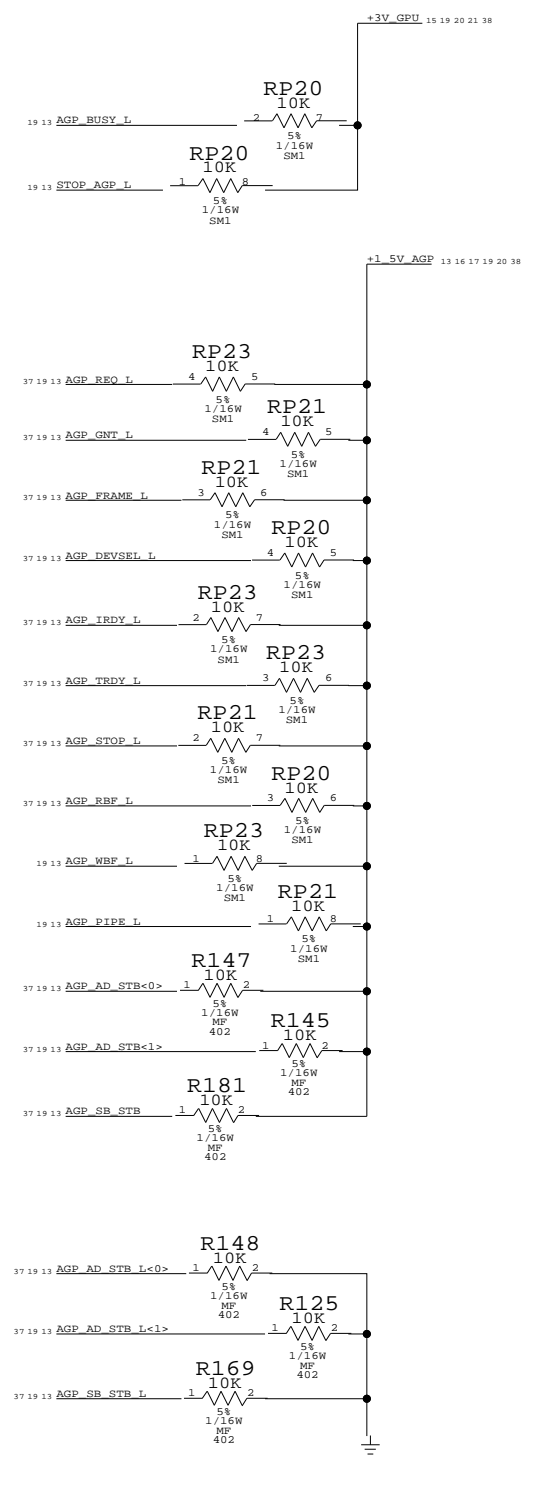 +3V_GPU 15 19 20 21 38
RP20
10K
19 13 AGP_BUSY_L 2 7
5%
1/16W
SM1
RP20
10K
19 13 STOP_AGP_L 1 8
5%
1/16W
SM1
+1_5V_AGP 13 16 17 19 20 38
RP23
10K
37 19 13 AGP_REQ_L 4 5
5%
1/16W
SM1
RP21
10K
37 19 13 AGP_GNT_L 4 5
5%
1/16W
SM1
RP21
10K
37 19 13 AGP_FRAME_L 3 6
5%
1/16W
SM1
RP20
10K
37 19 13 AGP_DEVSEL_L 4 5
5%
1/16W
SM1
RP23
10K
37 19 13 AGP_IRDY_L 2 7
5%
1/16W
SM1
RP23
10K
37 19 13 AGP_TRDY_L 3 6
5%
1/16W
SM1
RP21
10K
37 19 13 AGP_STOP_L 2 7
5%
1/16W
SM1
RP20
10K
37 19 13 AGP_RBF_L 3 6
5%
1/16W
SM1
RP23
10K
19 13 AGP_WBF_L 1 8
5%
1/16W
SM1
RP21
10K
19 13 AGP_PIPE_L 1 8
5%
1/16W
SM1
R147
10K
37 19 13 AGP_AD_STB<0> 1 2
5%
1/16W
MF
402
R145
10K
37 19 13 AGP_AD_STB<1> 1 2
5%
1/16W
MF
402
R181
10K
37 19 13 AGP_SB_STB 1 2
5%
1/16W
MF
402
R148
10K
37 19 13 AGP_AD_STB_L<0> 1 2
5%
1/16W
MF
402
R125
10K
37 19 13 AGP_AD_STB_L<1> 1 2
5%
1/16W
MF
402
R169
10K
37 19 13 AGP_SB_STB_L 1 2
5%
1/16W
MF
402